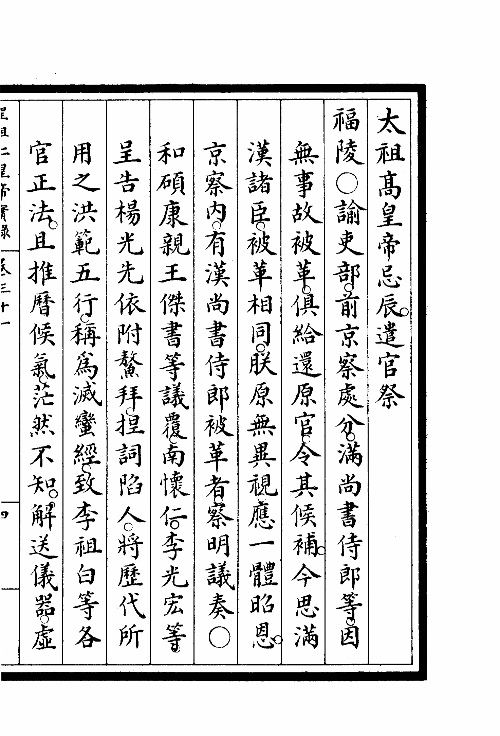 太祖高皇帝忌辰。遣官祭
福陵○諭吏部。前京察處分。滿尚書侍郎等。因
無事故被革。俱給還原官。令其候補。今思滿
漢諸臣。被革相同。朕原無異視。應一體昭恩。
京察內。有漢尚書侍郎被革者。察明議奏○
和碩康親王傑書等議覆。南懷仁。李光宏等。
呈告楊光先依附鰲拜。捏詞陷人。將歷代所
用之洪範五行。稱為滅蠻經。致李祖白等各
官正法。且推曆候氣。茫然不知。解送儀器。虛
祖仁皇帝實錄 卷三十一 四